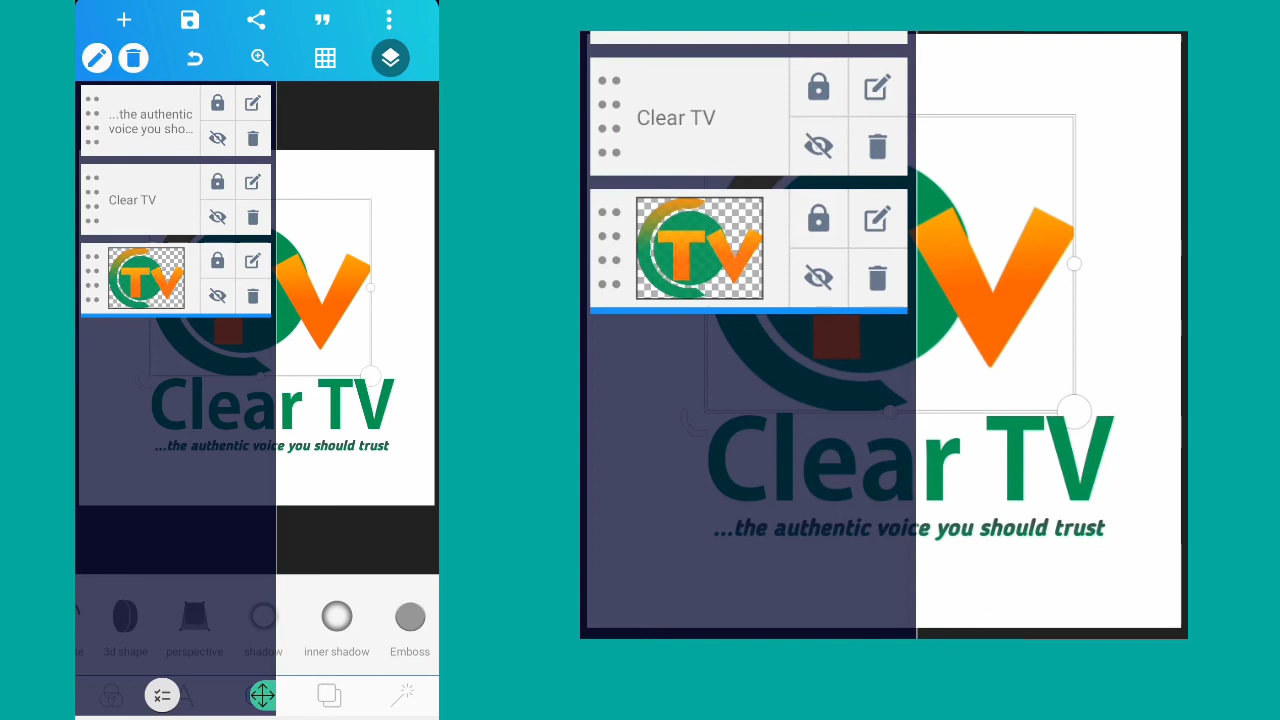 ...the authentic
voice you sho...
Clear TV
TV
Clear TV
...the authentic voice you should trust
3d shape
perspective
shadow
inner shadow
Emboss
Clear TV
TV
Clear TV
...the authentic voice you should trust